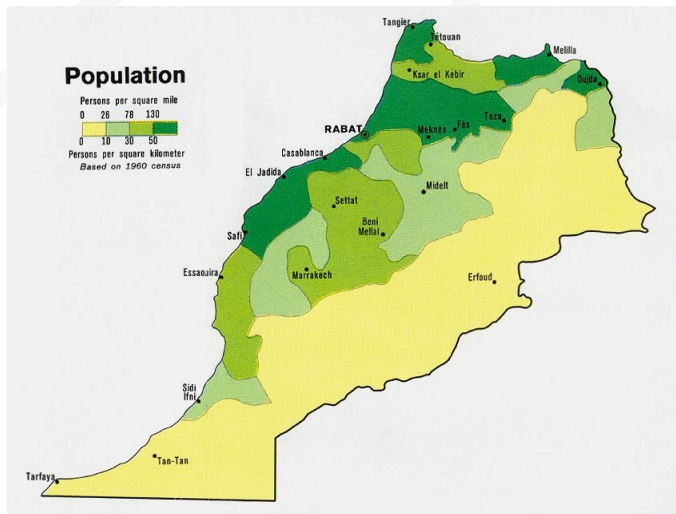 Population
Persons per square mile
0 26 78 130
0 10 30 50
Persons per square kilometer
Based on 1960 census
Tangier
Tétouan
Melilla
Ksar el Kebir
Oujda
Taza
Fès
RABAT
Meknès
Casablanca
El Jadida
Midelt
Settat
Beni
Mellal
Safi
Essaouira
Marrakech
Erfoud
Sidi
Ifni
Tan-Tan
Tarfaya